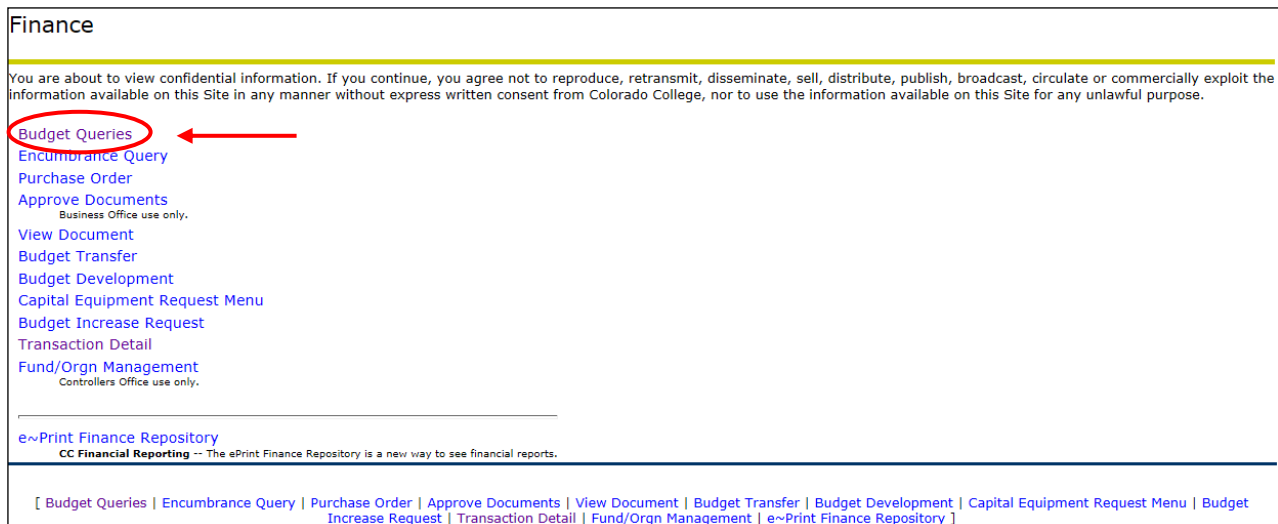 Finance
You are about to view confidential information. If you continue, you agree not to reproduce, retransmit, disseminate, sell, distribute, publish, broadcast, circulate or commercially exploit the
information available on this Site in any manner without express written consent from Colorado College, nor to use the information available on this Site for any unlawful purpose.
Budget Queries
Encumbrance Query
Purchase Order
Approve Documents
Business Office use only.
View Document
Budget Transfer
Budget Development
Capital Equipment Request Menu
Budget Increase Request
Transaction Detail
Fund/Orgn Management
Controllers Office use only.
e~Print Finance Repository
CC Financial Reporting -- The ePrint Finance Repository is a new way to see financial reports.
[ Budget Queries | Encumbrance Query | Purchase Order | Approve Documents | View Document | Budget Transfer | Budget Development | Capital Equipment Request Menu | Budget
Increase Request | Transaction Detail | Fund/Orgn Management | e~Print Finance Repository ]